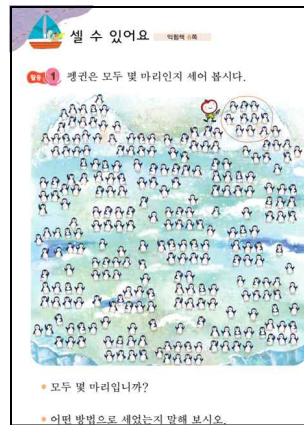 셀 수 있어요 익힘책 8쪽
활동 1 펭귄은 모두 몇 마리인지 세어 봅시다.
모두 몇 마리입니까?
어떤 방법으로 세었는지 말해 보시오.